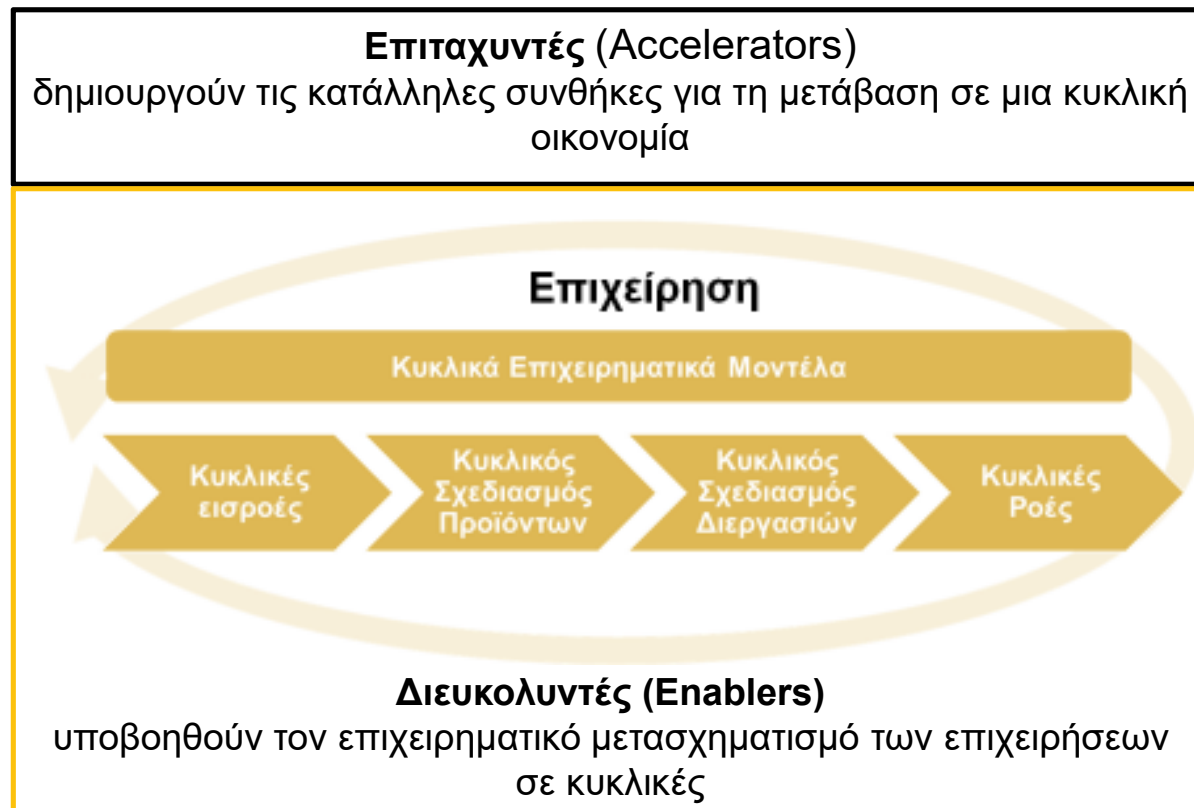 Επιταχυντές (Accelerators)
δημιουργούν τις κατάλληλες συνθήκες για τη μετάβαση σε μια κυκλική
οικονομία
Επιχείρηση
Κυκλικά Επιχειρηματικά Μοντέλα
Κυκλικές
εισροές
Κυκλικός
Σχεδιασμός
Προϊόντων
Κυκλικός
Σχεδιασμός
Διεργασιών
Κυκλικές
Ροές
Διευκολυντές (Enablers)
υποβοηθούν τον επιχειρηματικό μετασχηματισμό των επιχειρήσεων
σε κυκλικές